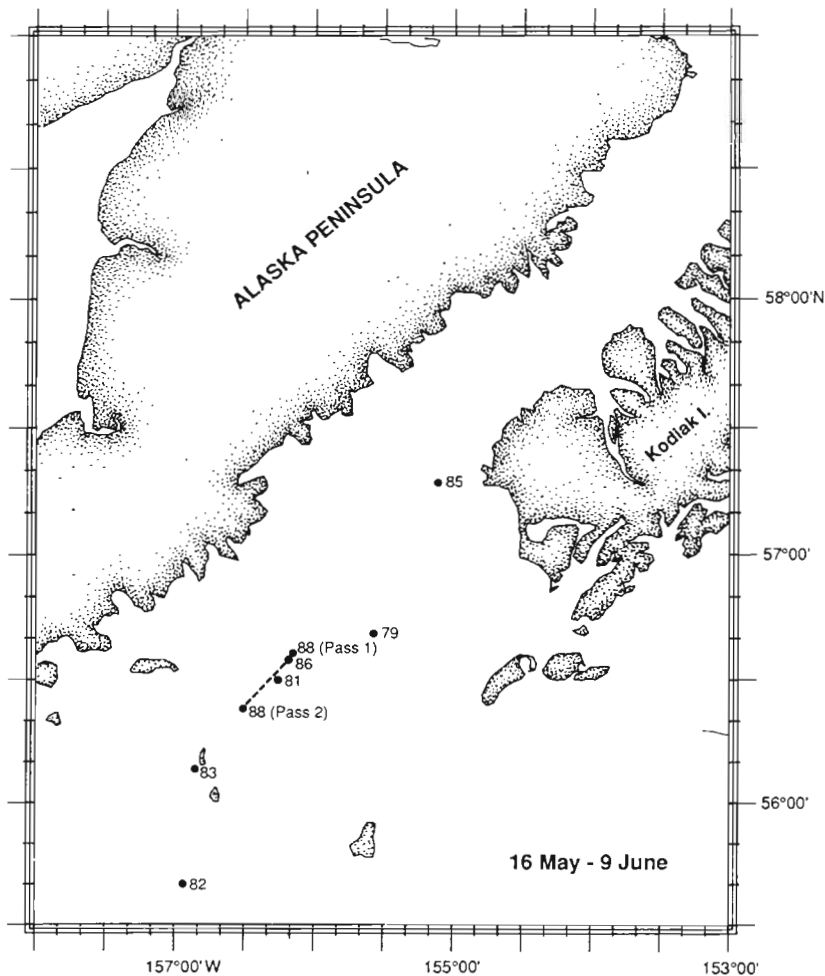 ALASKA PENINSULA
58°00'N
Kodiak I.
85
57°00'
79
88 (Pass 1)
86
81
88 (Pass 2)
83
56°00'
16 May - 9 June
82
157°00' W
155°00'
153°00'